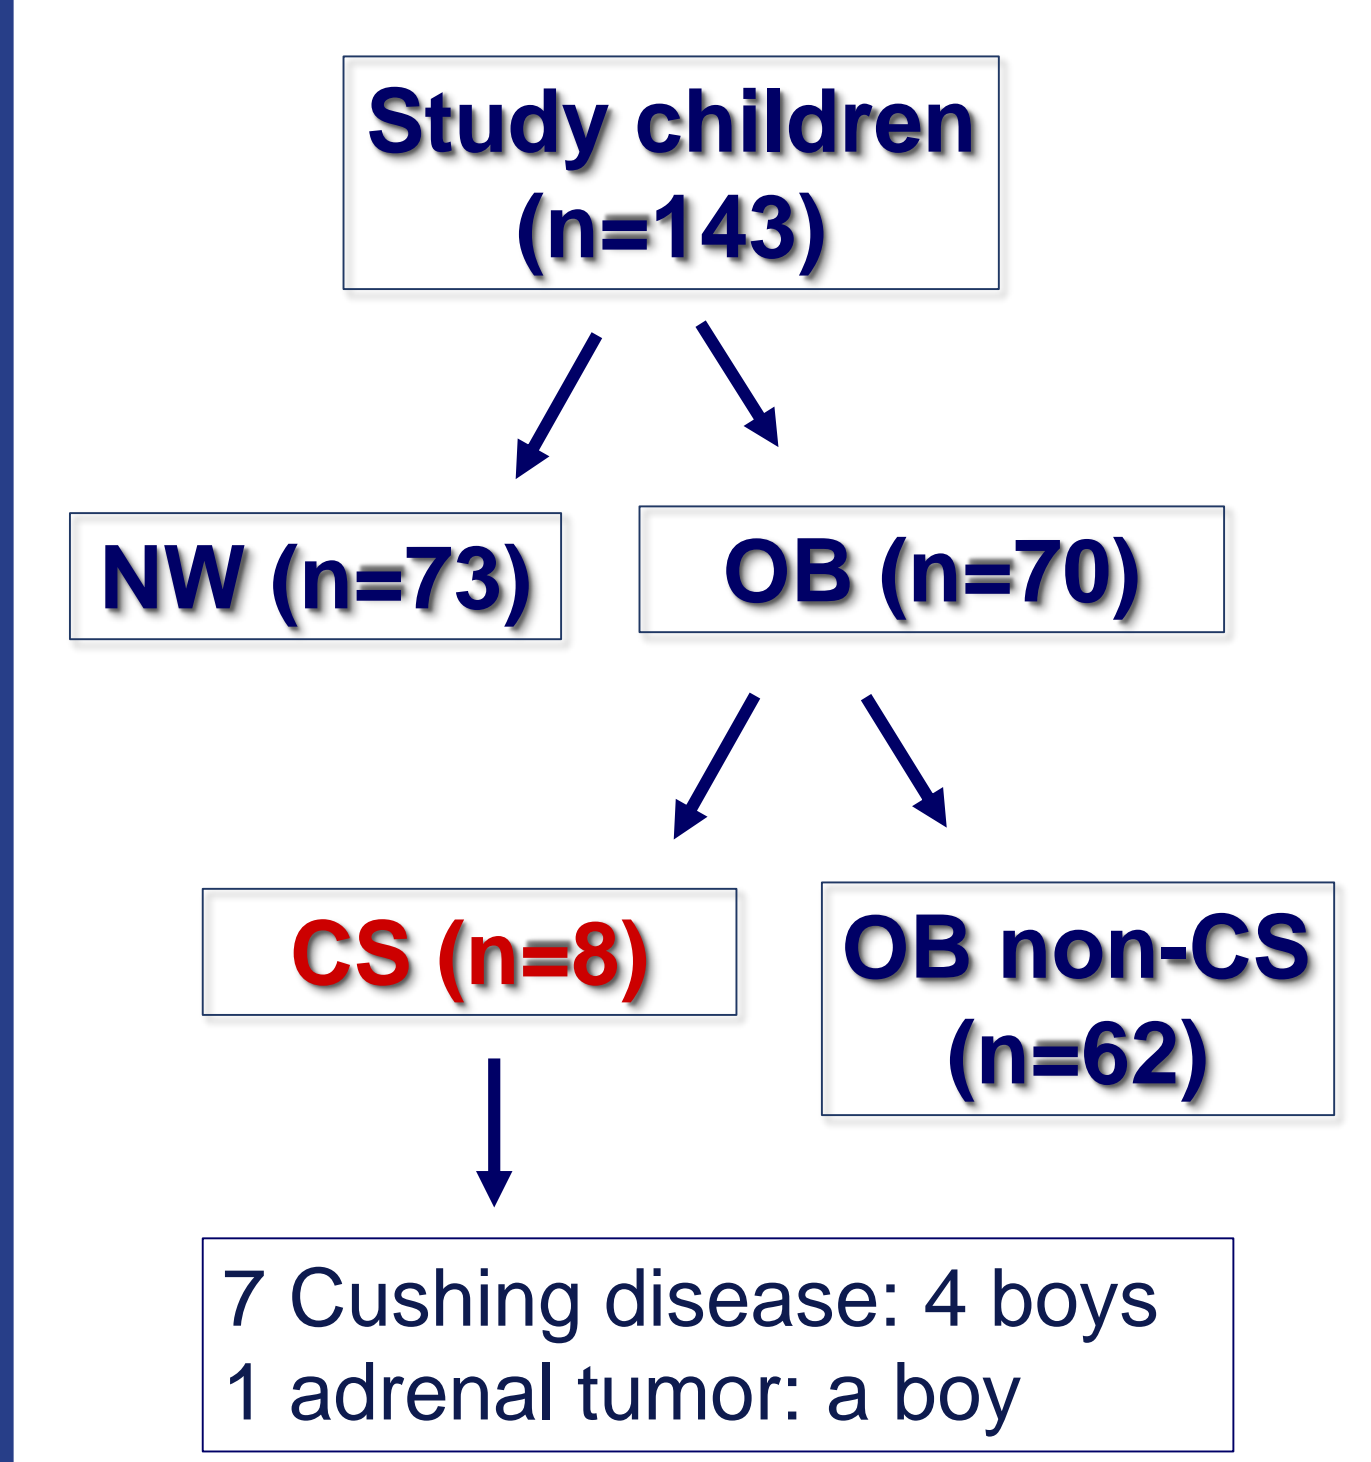 Study children
(n=143)
NW (n=73)
OB (n=70)
CS (n=8)
OB non-CS
(n=62)
7 Cushing disease: 4 boys
1 adrenal tumor: a boy